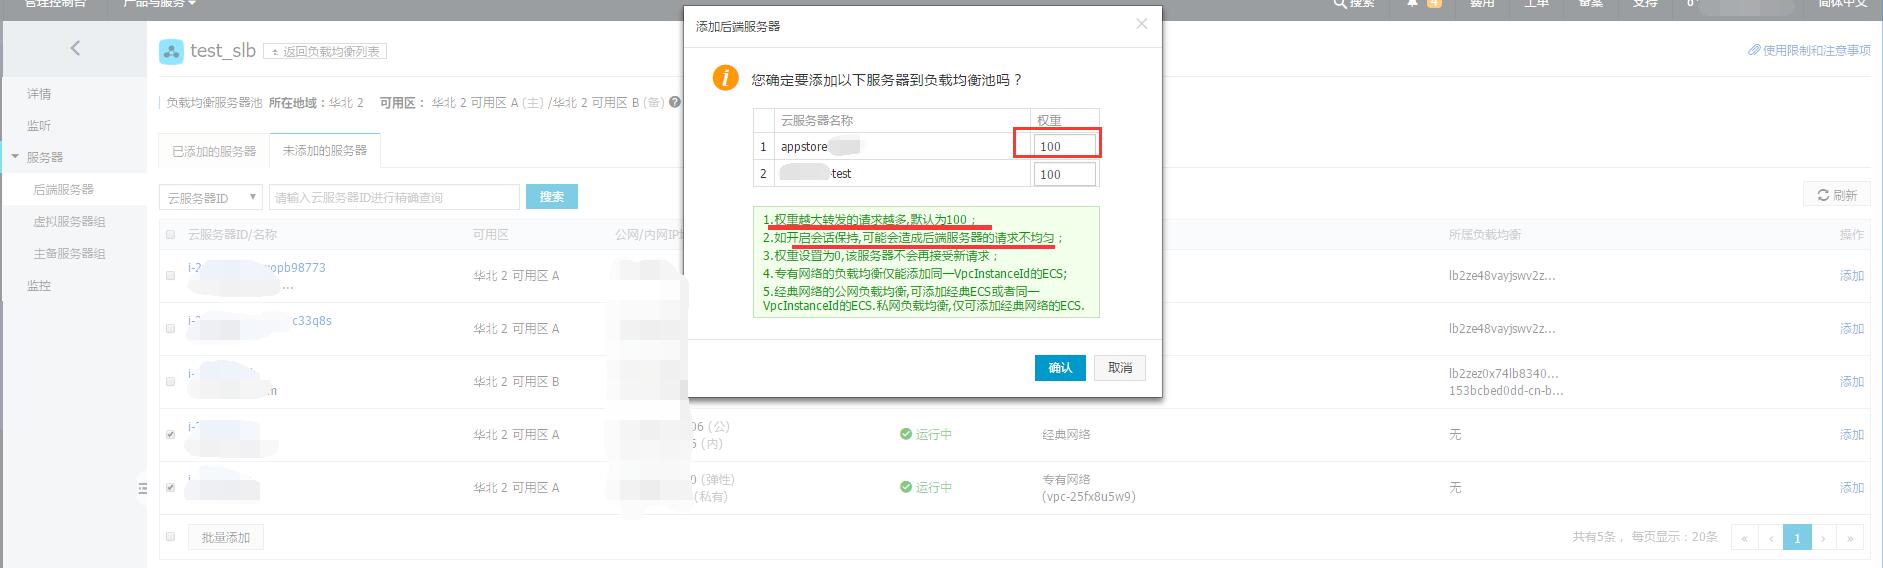 管理控制台 产品与服务 搜索 4 费用 工单 备案 支持 简体中文
添加后端服务器
test_slb 返回负载均衡列表
使用限制和注意事项
详情
监听
服务器
后端服务器
虚拟服务器组
主备服务器组
监控
负载均衡服务器池 所在地域：华北 2 可用区： 华北 2 可用区 A (主) /华北 2 可用区 B (备)
已添加的服务器 未添加的服务器
云服务器ID 请输入云服务器ID进行精确查询 搜索
刷新
您确定要添加以下服务器到负载均衡池吗？
云服务器名称 权重
1 appstore 100
2 -test 100
1.权重越大转发的请求越多,默认为100；
2.如开启会话保持,可能会造成后端服务器的请求不均匀；
3.权重设置为0,该服务器不会再接受新请求；
4.专有网络的负载均衡仅能添加同一VpcInstanceId的ECS;
5.经典网络的公网负载均衡,可添加经典ECS或者同一
VpcInstanceId的ECS.私网负载均衡,仅可添加经典网络的ECS.
确认 取消
云服务器ID/名称 可用区 公网/内网IP 所属负载均衡 操作
opb98773
... 华北 2 可用区 A lb2ze48vayjswv2z... 添加
c33q8s
华北 2 可用区 A lb2ze48vayjswv2z... 添加
华北 2 可用区 B lb2zez0x74lb8340...
153bcbed0dd-cn-b... 添加
华北 2 可用区 A 06 (公)
(内) 运行中 经典网络 无 添加
华北 2 可用区 A 0 (弹性)
(私有) 运行中 专有网络
(vpc-25fx8u5w9) 无 添加
批量添加
共有5条， 每页显示：20条 « ‹ 1 › »